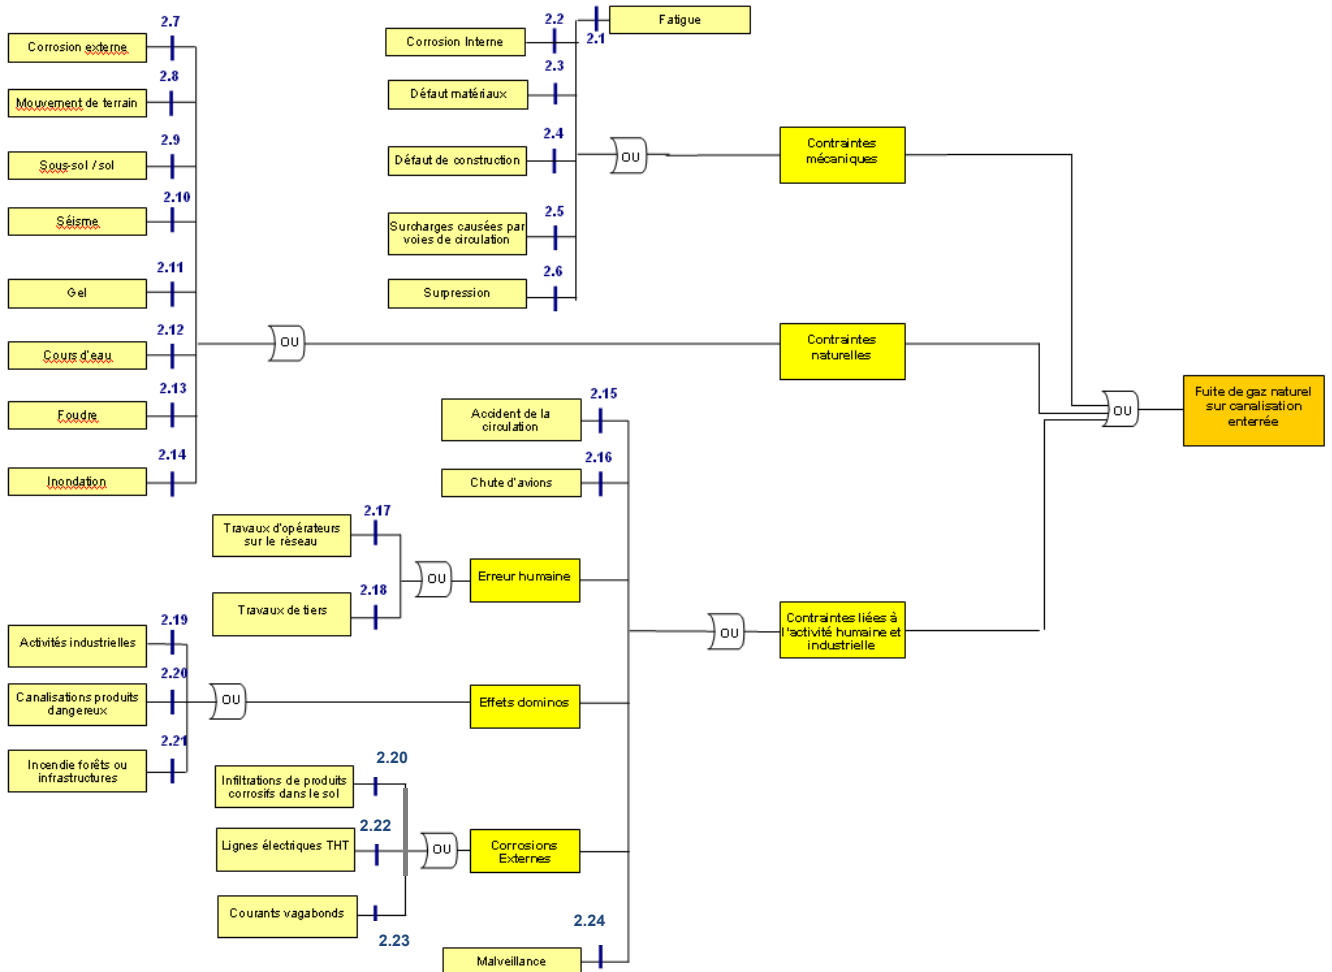 2.7
Corrosion externe
2.8
Mouvement de terrain
2.9
Sous-sol / sol
2.10
Séisme
2.11
Gel
2.12
Cours d'eau
2.13
Foudre
2.14
Inondation
OU
Fatigue
2.1
2.2
Corrosion Interne
2.3
Défaut matériaux
2.4
Défaut de construction
2.5
Surcharges causées par
voies de circulation
2.6
Surpression
OU
Contraintes
mécaniques
Contraintes
naturelles
2.15
Accident de la
circulation
2.16
Chute d'avions
2.17
Travaux d'opérateurs
sur le réseau
2.18
Travaux de tiers
OU
Erreur humaine
2.19
Activités industrielles
2.20
Canalisations produits
dangereux
2.21
Incendie forêts ou
infrastructures
OU
Effets dominos
2.20
Infiltrations de produits
corrosifs dans le sol
2.22
Lignes électriques THT
Courants vagabonds
2.23
OU
Corrosions
Externes
2.24
Malveillance
OU
Contraintes liées à
l'activité humaine et
industrielle
OU
Fuite de gaz naturel
sur canalisation
enterrée